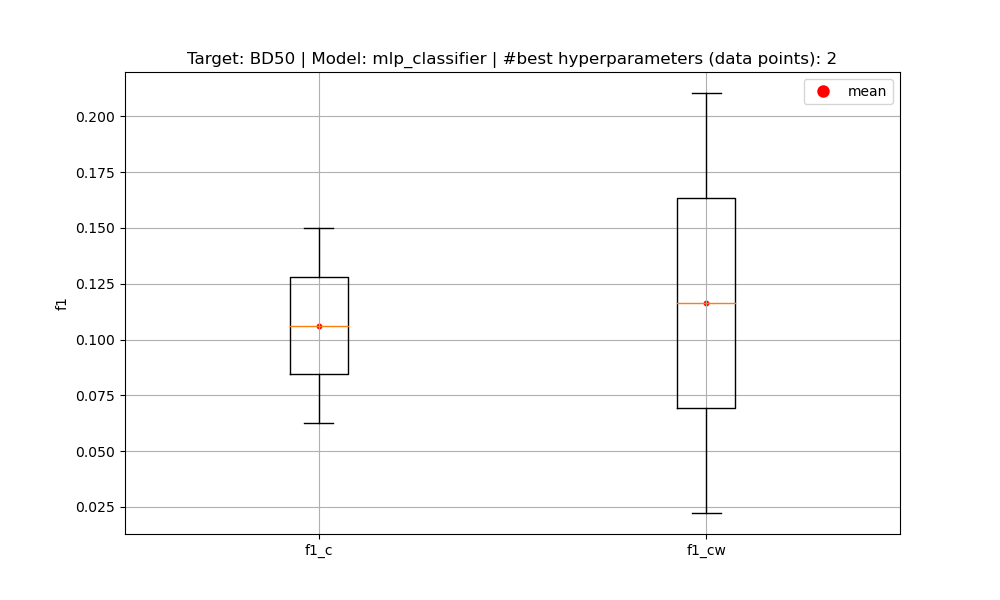 Target: BD50 | Model: mlp_classifier | #best hyperparameters (data points): 2
mean
0.200
0.175
0.150
0.125
0.100
0.075
0.050
0.025
f1
f1_c
f1_cw